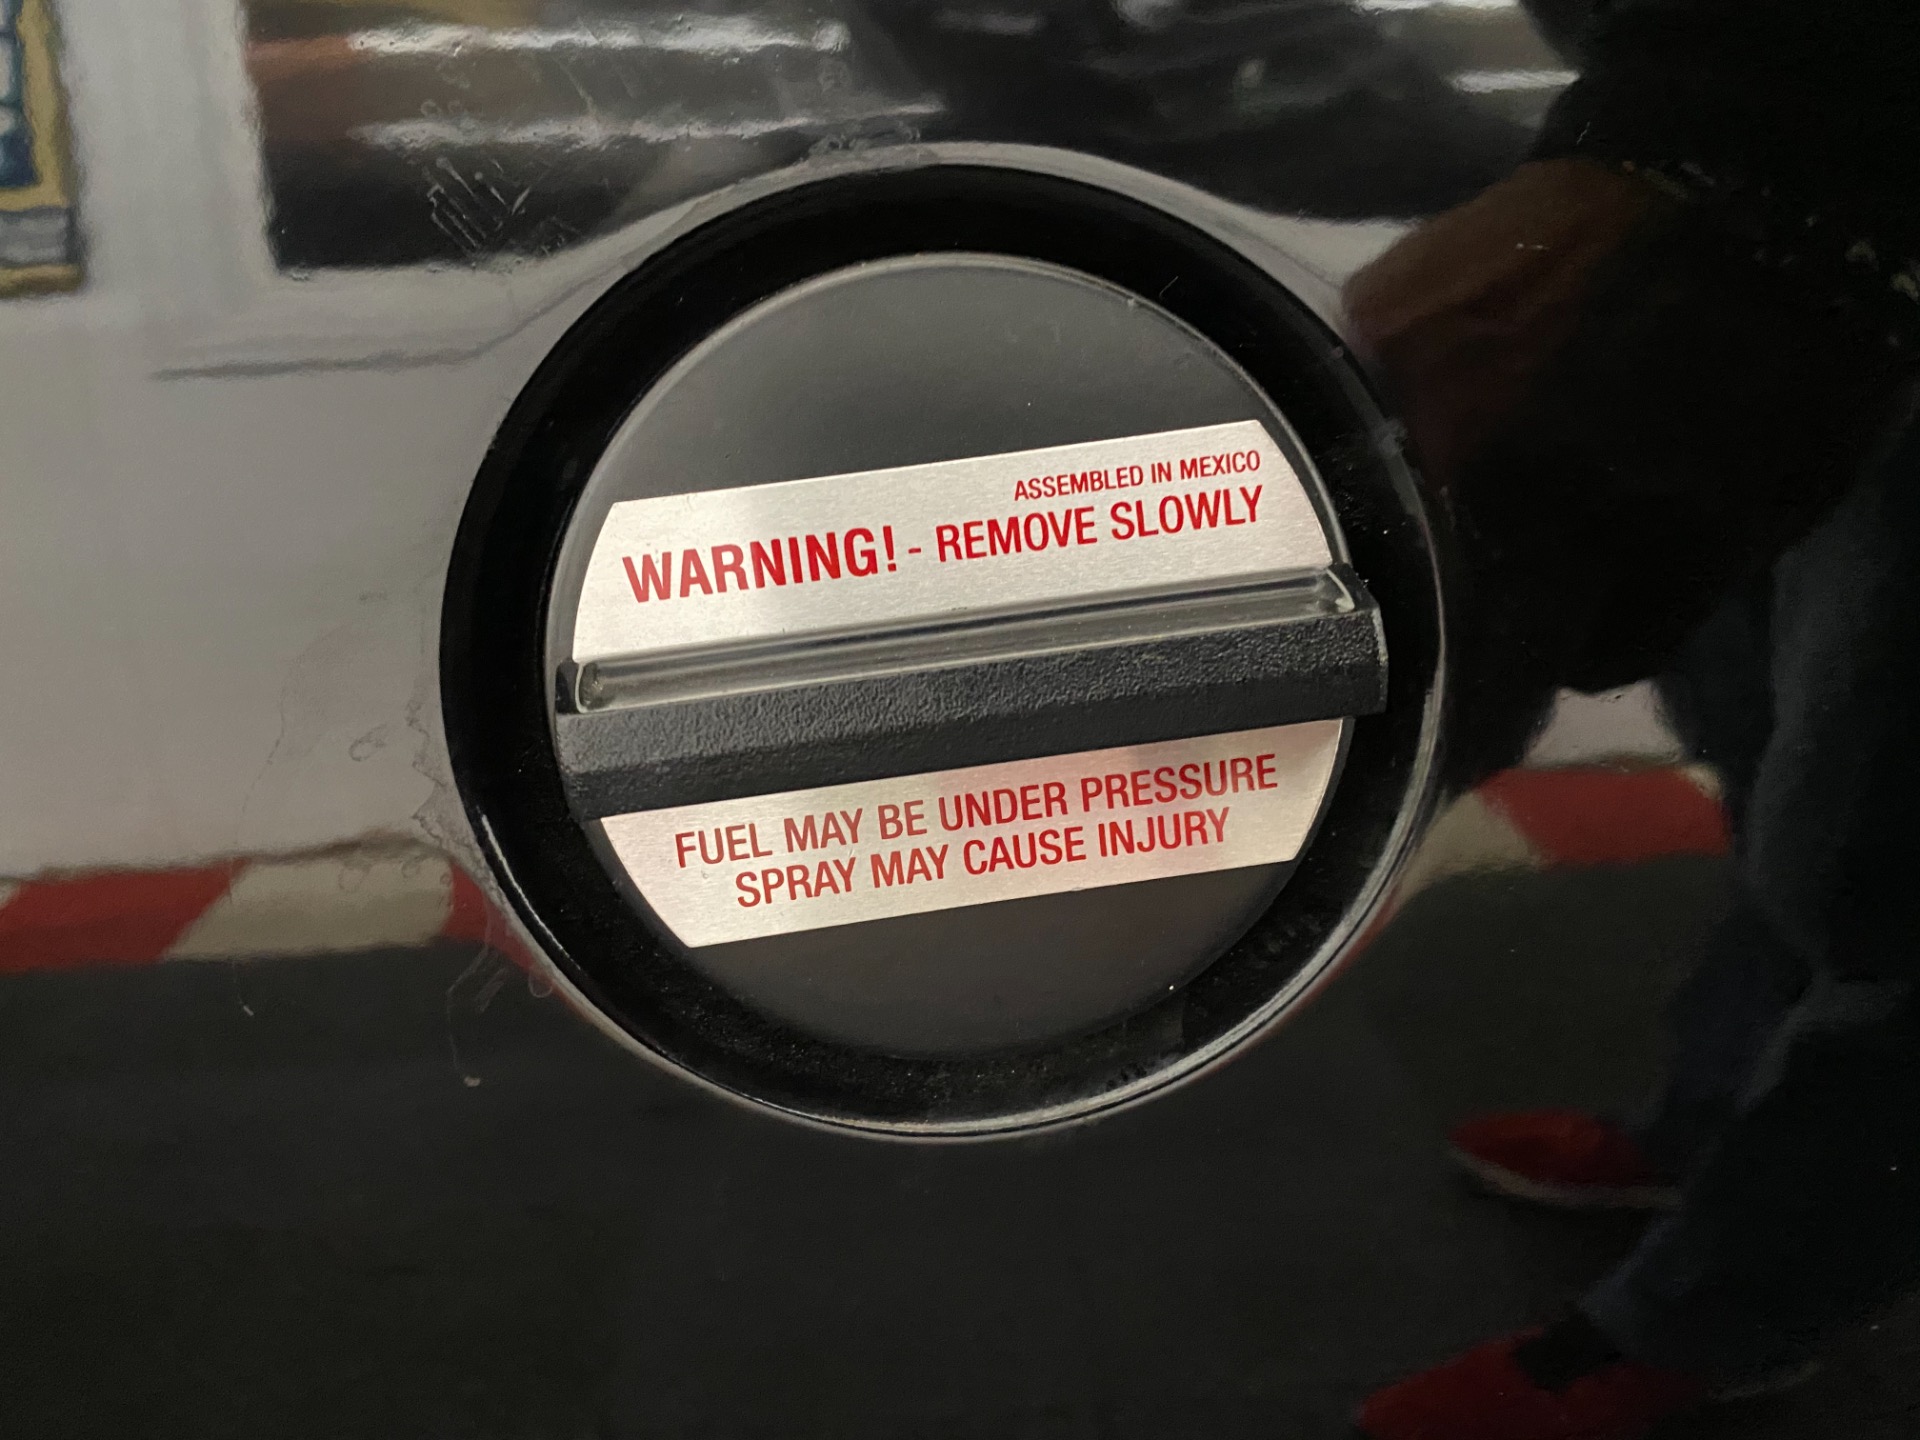 ASSEMBLED IN MEXICO
WARNING! - REMOVE SLOWLY
FUEL MAY BE UNDER PRESSURE
SPRAY MAY CAUSE INJURY